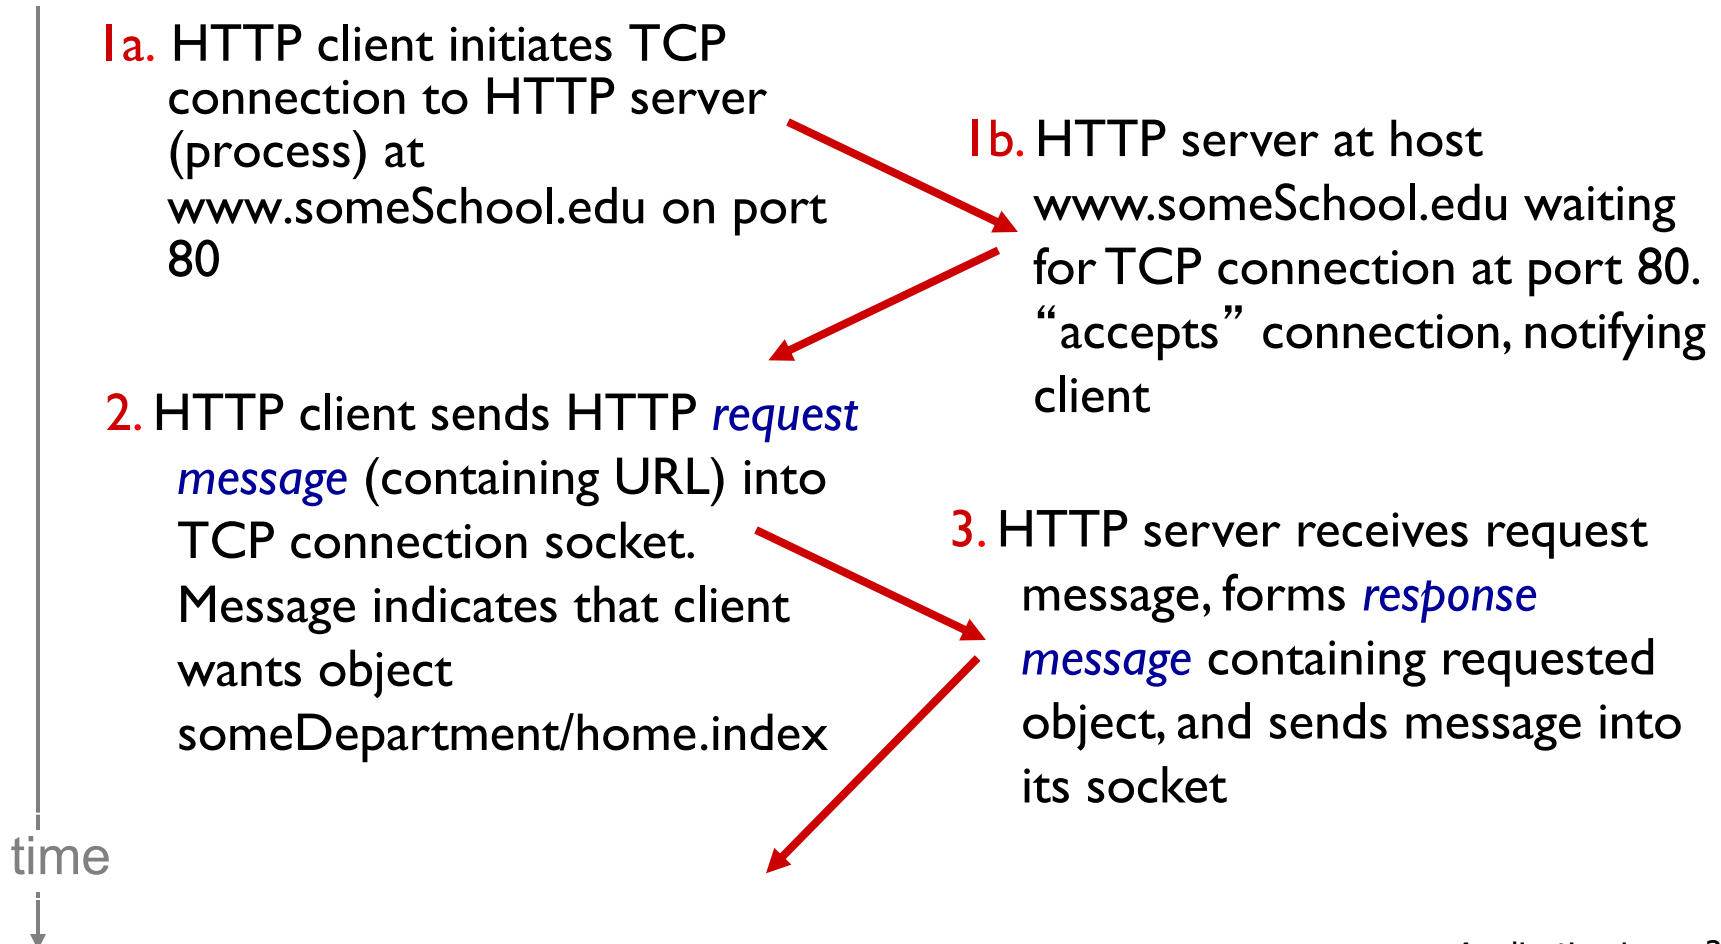 1a. HTTP client initiates TCP
connection to HTTP server
(process) at
www.someSchool.edu on port
80
1b. HTTP server at host
www.someSchool.edu waiting
for TCP connection at port 80.
“accepts” connection, notifying
client
2. HTTP client sends HTTP request
message (containing URL) into
TCP connection socket.
Message indicates that client
wants object
someDepartment/home.index
3. HTTP server receives request
message, forms response
message containing requested
object, and sends message into
its socket
time